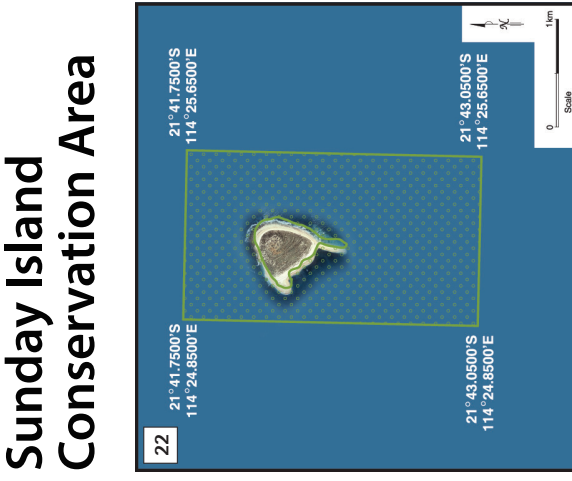 Sunday Island
Conservation Area
22
21°41.7500'S
114°24.8500'E
21°41.7500'S
114°25.6500'E
21°43.0500'S
114°24.8500'E
21°43.0500'S
114°25.6500'E
N
0
1km
Scale